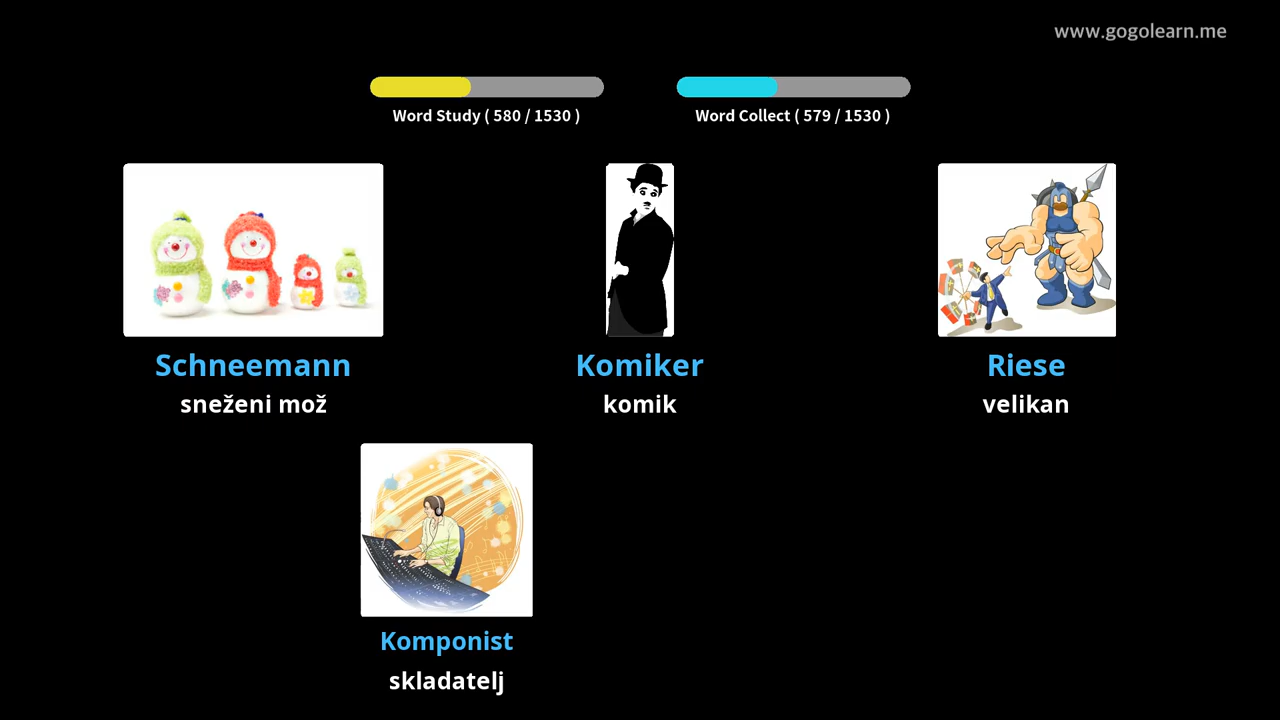 www.gogolearn.me
Word Study ( 580 / 1530 )
Word Collect ( 579 / 1530 )
Schneemann
sneženi mož
Komiker
komik
Riese
velikan
Komponist
skladatelj